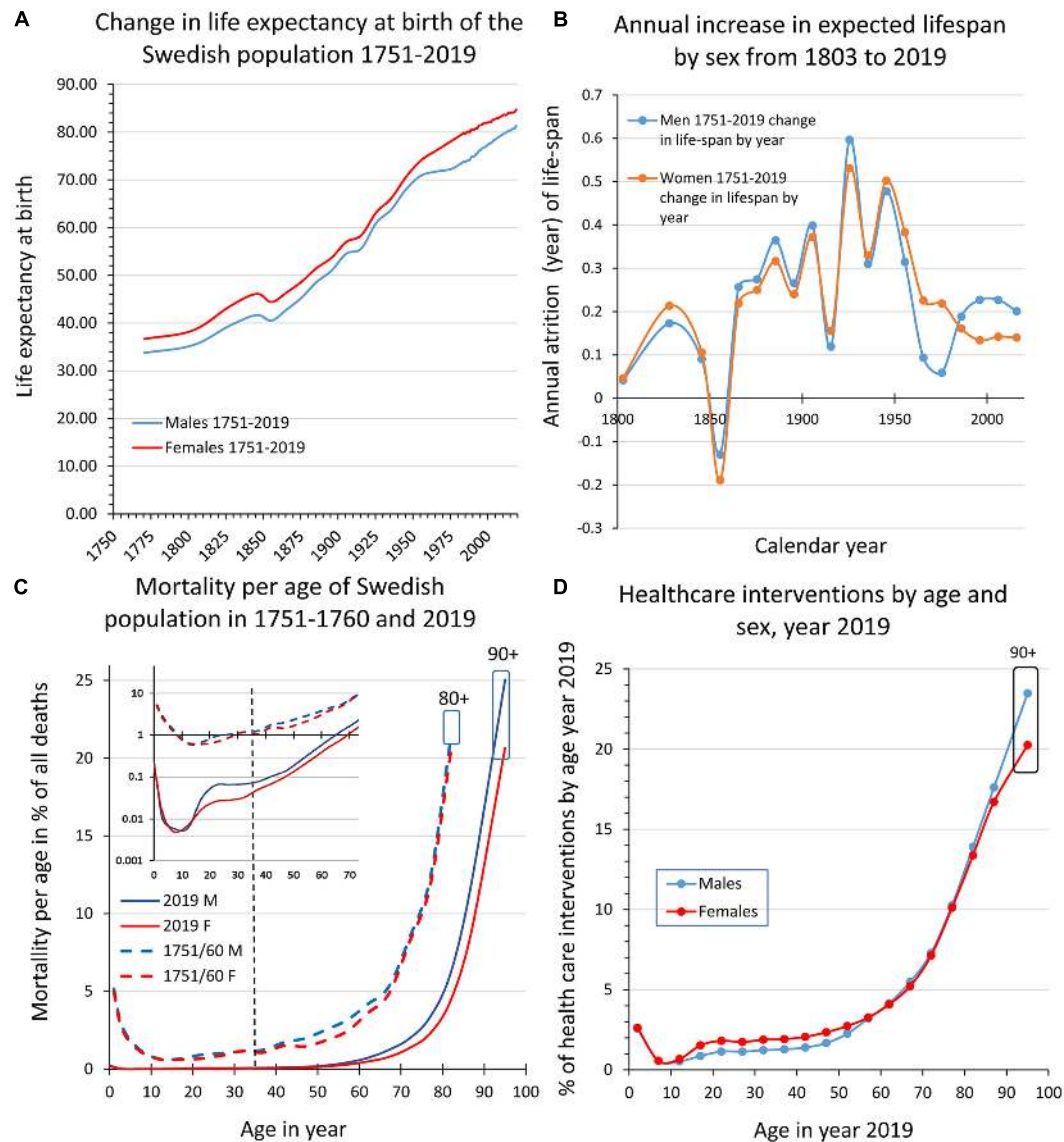 A
Change in life expectancy at birth of the
Swedish population 1751-2019
Life expectancy at birth
90.00
80.00
70.00
60.00
50.00
40.00
30.00
20.00
10.00
0.00
Males 1751-2019
Females 1751-2019
1750
1775
1800
1825
1850
1875
1900
1925
1950
1975
2000
B
Annual increase in expected lifespan
by sex from 1803 to 2019
Annual atrition (year) of life-span
0.7
0.6
0.5
0.4
0.3
0.2
0.1
0
-0.1
-0.2
-0.3
Men 1751-2019 change
in life-span by year
Women 1751-2019
change in lifespan by
year
1800
1850
1900
1950
2000
Calendar year
C
Mortality per age of Swedish
population in 1751-1760 and 2019
Mortallity per age in % of all deaths
25
20
15
10
5
0
10
1
0.1
0.01
0.001
0
10
20
30
40
50
60
70
80+
90+
2019 M
2019 F
1751/60 M
1751/60 F
0
10
20
30
40
50
60
70
80
90
100
Age in year
D
Healthcare interventions by age and
sex, year 2019
% of health care interventions by age year 2019
25
20
15
10
5
0
90+
Males
Females
0
10
20
30
40
50
60
70
80
90
100
Age in year 2019